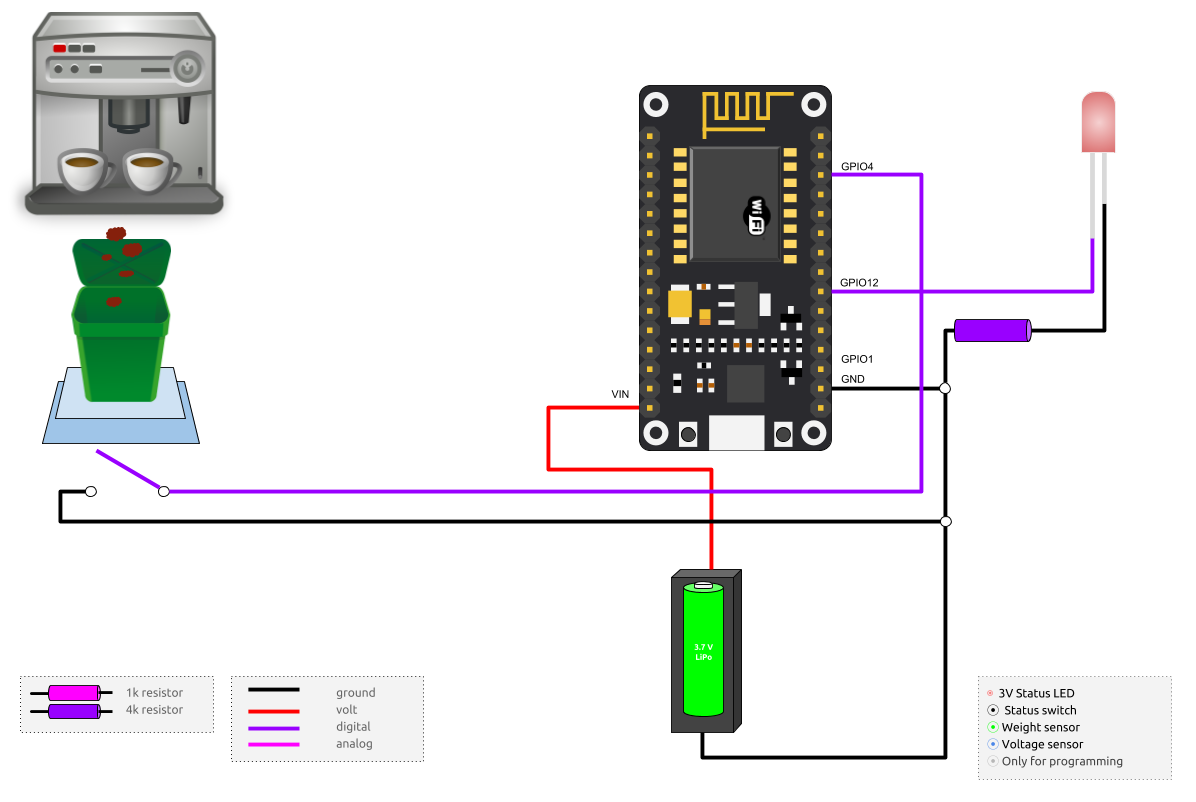 GPIO4
WiFi
GPIO12
GPIO1
GND
VIN
3.7 V
LiPo
1k resistor
4k resistor
ground
volt
digital
analog
3V Status LED
Status switch
Weight sensor
Voltage sensor
Only for programming